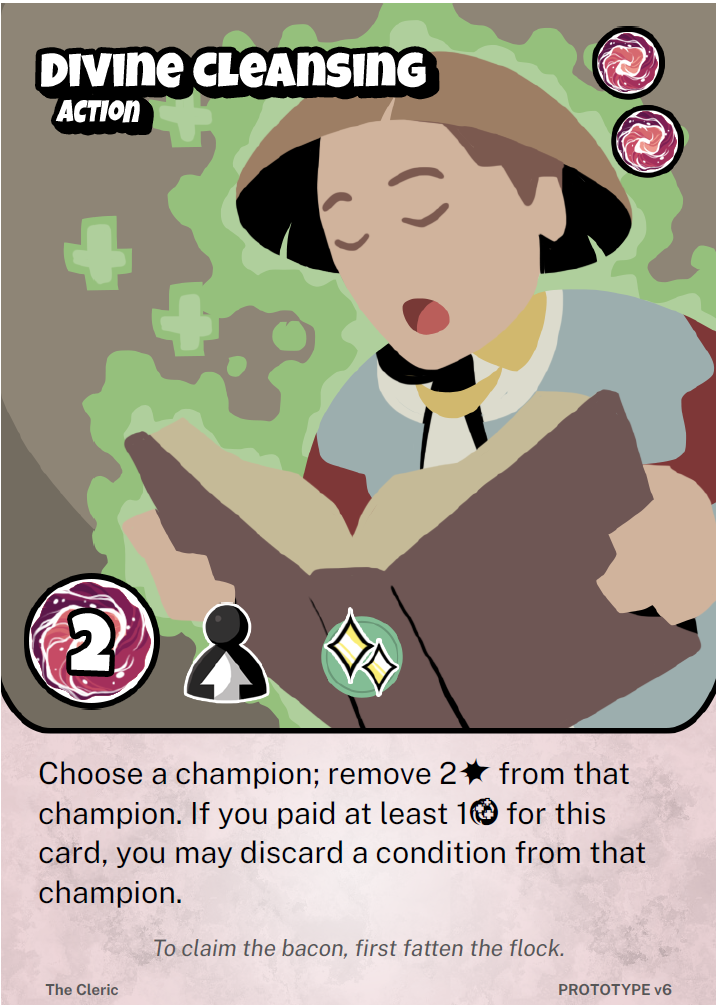 DIVINE CLEANSING
ACTION
2
Choose a champion; remove 2 from that
champion. If you paid at least 1 for this
card, you may discard a condition from that
champion.
To claim the bacon, first fatten the flock.
The Cleric
PROTOTYPE v6